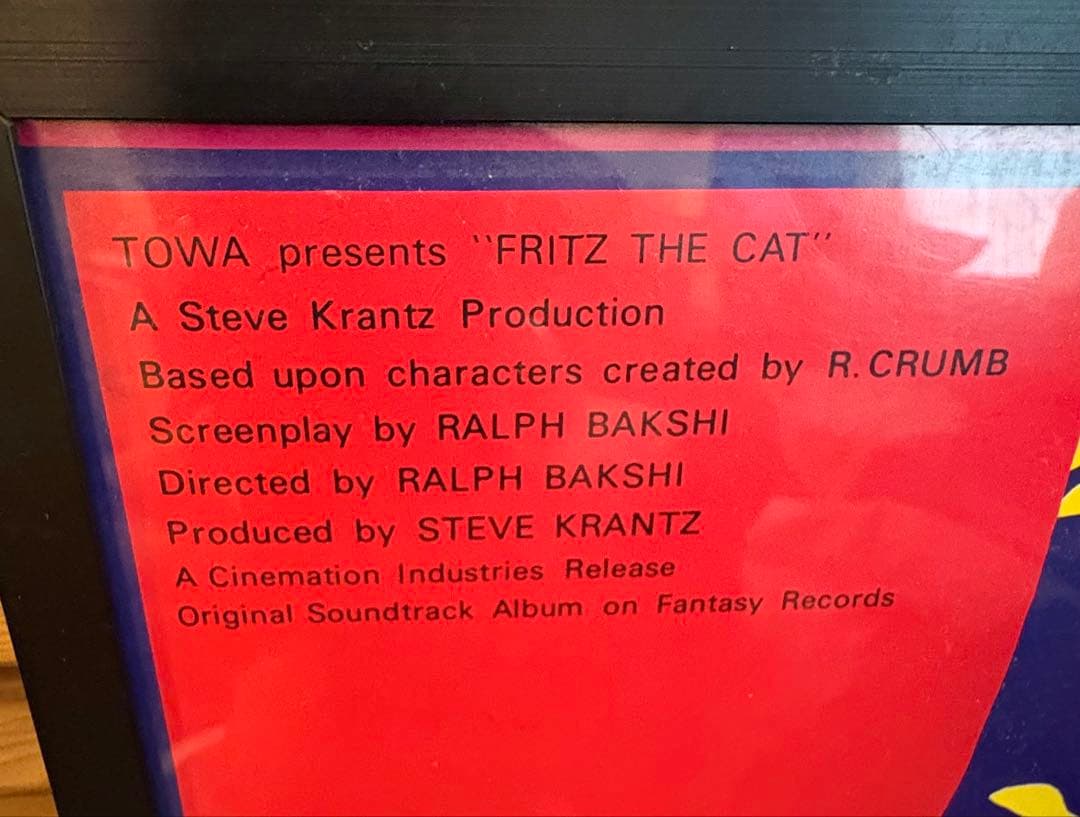 TOWA presents "FRITZ THE CAT"
A Steve Krantz Production
Based upon characters created by R. CRUMB
Screenplay by RALPH BAKSHI
Directed by RALPH BAKSHI
Produced by STEVE KRANTZ
A Cinemation Industries Release
Original Soundtrack Album on Fantasy Records